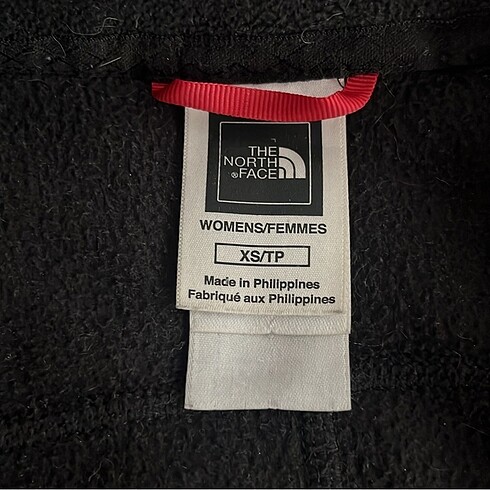 THE
NORTH
®FACE
WOMENS/FEMMES
XS/TP
Made in Philippines
Fabriqué aux Philippines